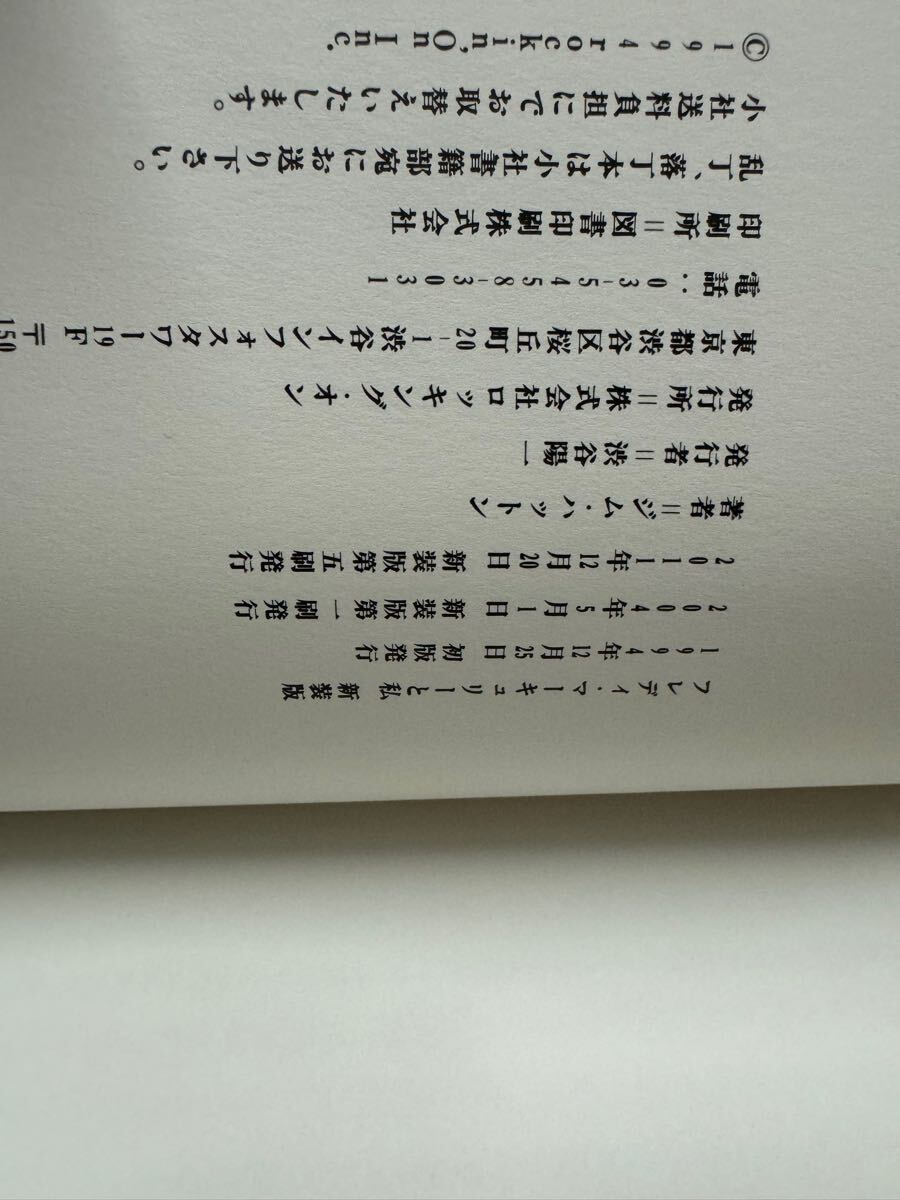 フレディ・マーキュリーと私 新装版
1994年12月25日 初版発行
2004年5月1日 新装版第一刷発行
2011年12月20日 新装版第五刷発行
著者＝ジム・ハットン
発行者＝渋谷陽一
発行所＝株式会社ロッキング・オン
東京都渋谷区桜丘町20-1 渋谷インフォスタワー19F 〒150
電話・03-5458-3031
印刷所＝図書印刷株式会社
乱丁、落丁本は小社書籍部宛にお送り下さい。
小社送料負担にてお取替えいたします。
©1994 rockin'On Inc.